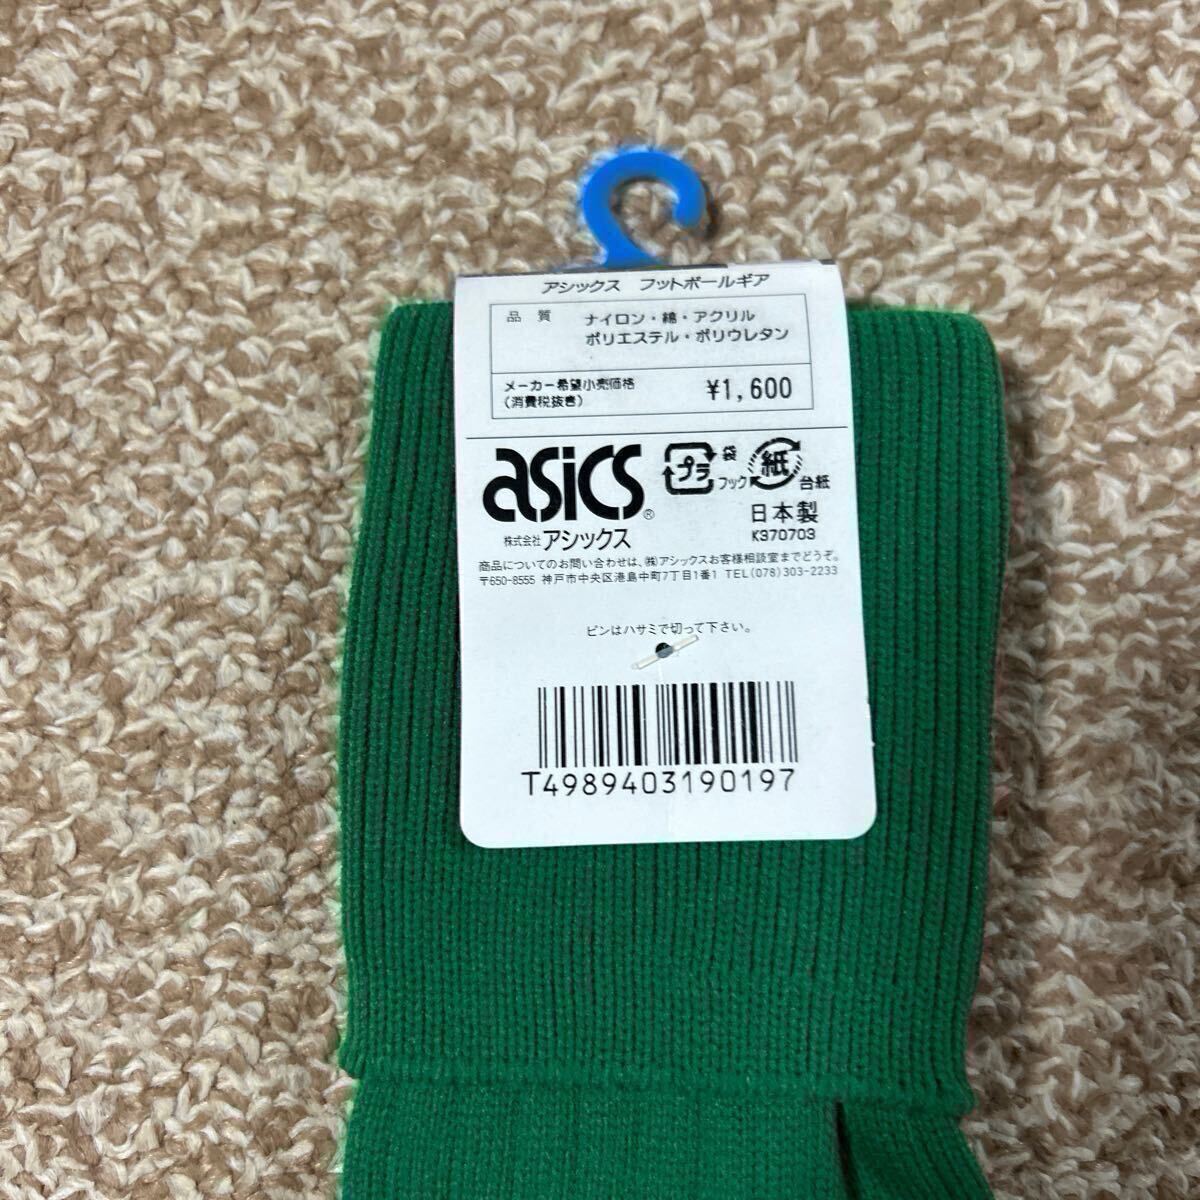 アシックス フットボールギア
品質 ナイロン・綿・アクリル
ポリエステル・ポリウレタン
メーカー希望小売価格
(消費税抜き) ¥1,600
asics®
株式会社アシックス
プラ 袋
フック
紙 台紙
日本製
K370703
商品についてのお問い合わせは、㈱アシックスお客様相談室までどうぞ。
〒650-8555 神戸市中央区港島中町7丁目1番1 TEL(078)303-2233
ピンはハサミで切って下さい。
T4989403190197